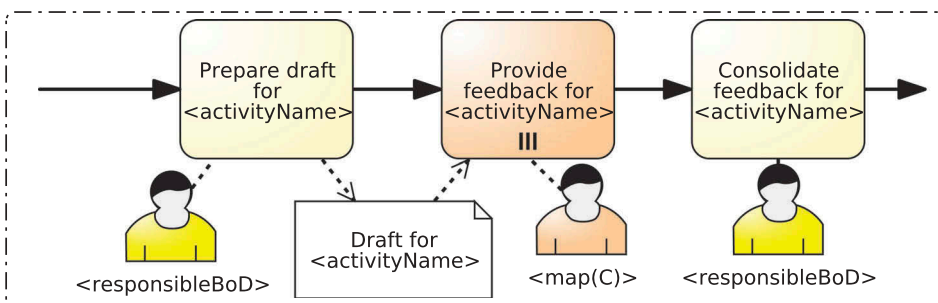 Prepare draft
for
<activityName>
Provide
feedback for
<activityName>
Consolidate
feedback for
<activityName>
Draft for
<activityName>
<responsibleBoD>
<map(C)>
<responsibleBoD>